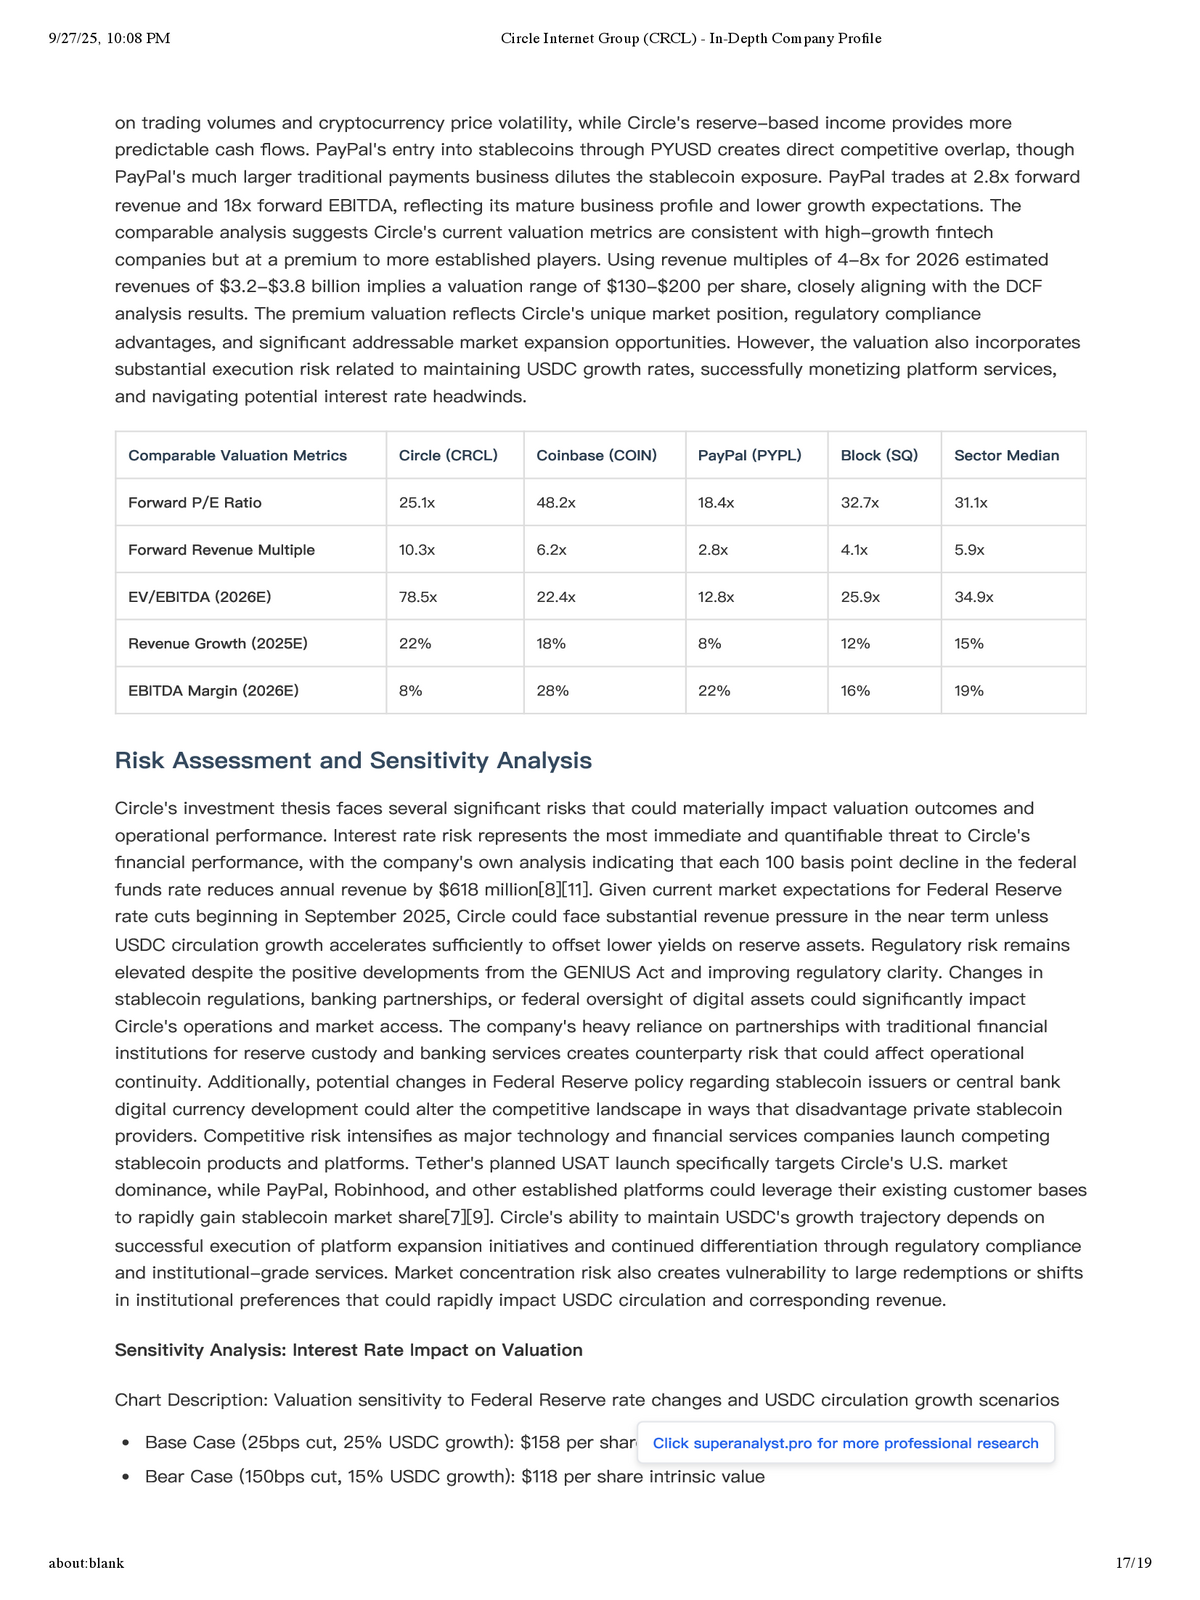 9/27/25, 10:08 PM
Circle Internet Group (CRCL) - In-Depth Company Profile
on trading volumes and cryptocurrency price volatility, while Circle's reserve-based income provides more
predictable cash flows. PayPal's entry into stablecoins through PYUSD creates direct competitive overlap, though
PayPal's much larger traditional payments business dilutes the stablecoin exposure. PayPal trades at 2.8x forward
revenue and 18x forward EBITDA, reflecting its mature business profile and lower growth expectations. The
comparable analysis suggests Circle's current valuation metrics are consistent with high-growth fintech
companies but at a premium to more established players. Using revenue multiples of 4-8x for 2026 estimated
revenues of $3.2-$3.8 billion implies a valuation range of $130-$200 per share, closely aligning with the DCF
analysis results. The premium valuation reflects Circle's unique market position, regulatory compliance
advantages, and significant addressable market expansion opportunities. However, the valuation also incorporates
substantial execution risk related to maintaining USDC growth rates, successfully monetizing platform services,
and navigating potential interest rate headwinds.
Comparable Valuation Metrics Circle (CRCL) Coinbase (COIN) PayPal (PYPL) Block (SQ) Sector Median
Forward P/E Ratio 25.1x 48.2x 18.4x 32.7x 31.1x
Forward Revenue Multiple 10.3x 6.2x 2.8x 4.1x 5.9x
EV/EBITDA (2026E) 78.5x 22.4x 12.8x 25.9x 34.9x
Revenue Growth (2025E) 22% 18% 8% 12% 15%
EBITDA Margin (2026E) 8% 28% 22% 16% 19%
Risk Assessment and Sensitivity Analysis
Circle's investment thesis faces several significant risks that could materially impact valuation outcomes and
operational performance. Interest rate risk represents the most immediate and quantifiable threat to Circle's
financial performance, with the company's own analysis indicating that each 100 basis point decline in the federal
funds rate reduces annual revenue by $618 million[8][11]. Given current market expectations for Federal Reserve
rate cuts beginning in September 2025, Circle could face substantial revenue pressure in the near term unless
USDC circulation growth accelerates sufficiently to offset lower yields on reserve assets. Regulatory risk remains
elevated despite the positive developments from the GENIUS Act and improving regulatory clarity. Changes in
stablecoin regulations, banking partnerships, or federal oversight of digital assets could significantly impact
Circle's operations and market access. The company's heavy reliance on partnerships with traditional financial
institutions for reserve custody and banking services creates counterparty risk that could affect operational
continuity. Additionally, potential changes in Federal Reserve policy regarding stablecoin issuers or central bank
digital currency development could alter the competitive landscape in ways that disadvantage private stablecoin
providers. Competitive risk intensifies as major technology and financial services companies launch competing
stablecoin products and platforms. Tether's planned USAT launch specifically targets Circle's U.S. market
dominance, while PayPal, Robinhood, and other established platforms could leverage their existing customer bases
to rapidly gain stablecoin market share[7][9]. Circle's ability to maintain USDC's growth trajectory depends on
successful execution of platform expansion initiatives and continued differentiation through regulatory compliance
and institutional-grade services. Market concentration risk also creates vulnerability to large redemptions or shifts
in institutional preferences that could rapidly impact USDC circulation and corresponding revenue.
Sensitivity Analysis: Interest Rate Impact on Valuation
Chart Description: Valuation sensitivity to Federal Reserve rate changes and USDC circulation growth scenarios
• Base Case (25bps cut, 25% USDC growth): $158 per
Click superanalyst.pro for more professional research
• Bear Case (150bps cut, 15% USDC growth): $118 per share intrinsic value
about:blank
17/19